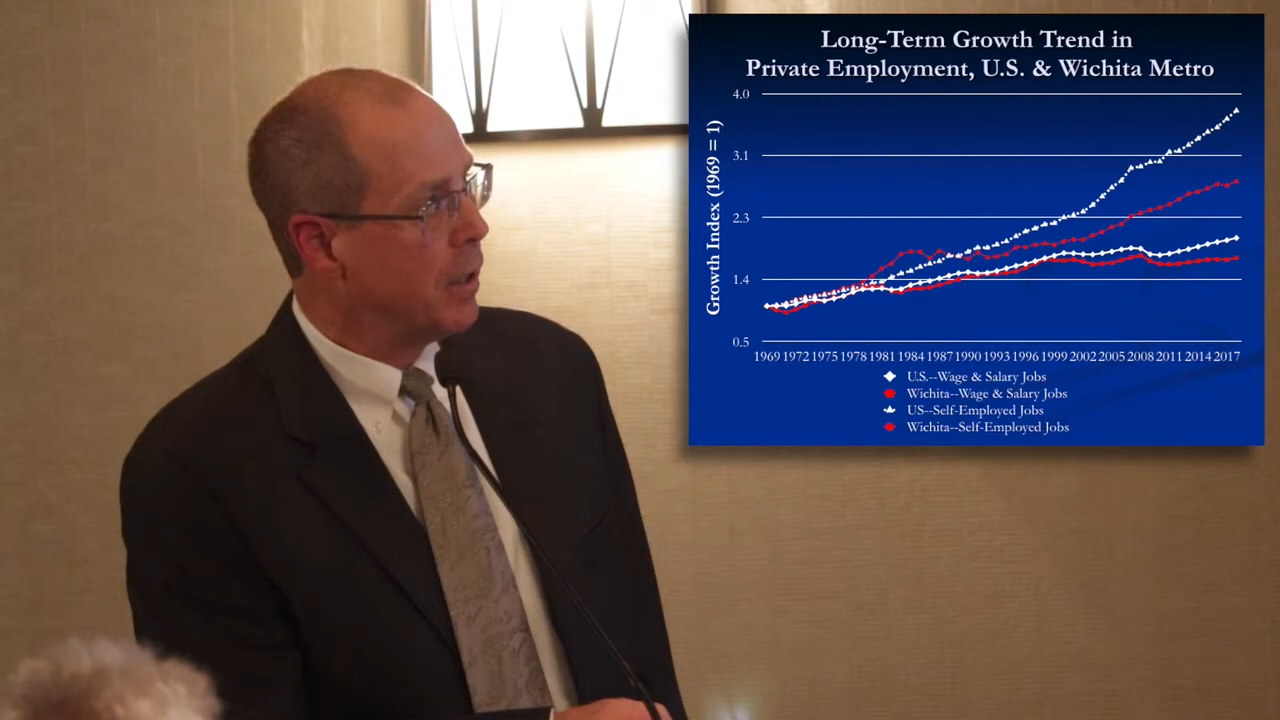 Long-Term Growth Trend in
Private Employment, U.S. & Wichita Metro
Growth Index (1969 = 1)
4.0
3.1
2.3
1.4
0.5
1969 1972 1975 1978 1981 1984 1987 1990 1993 1996 1999 2002 2005 2008 2011 2014 2017
U.S.--Wage & Salary Jobs
Wichita--Wage & Salary Jobs
US--Self-Employed Jobs
Wichita--Self-Employed Jobs